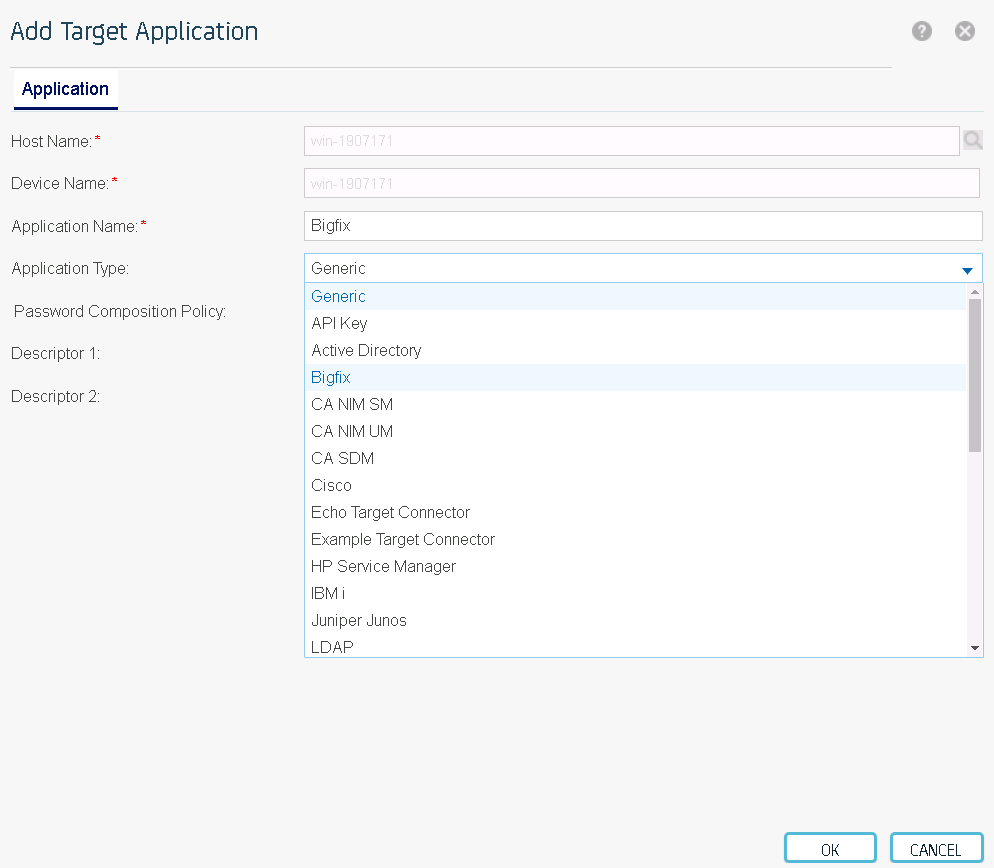 Add Target Application
?
Application
Host Name:* win-1907171
Device Name:* win-1907171
Application Name:* Bigfix
Application Type: Generic
Generic
Password Composition Policy:
API Key
Descriptor 1:
Active Directory
Bigfix
Descriptor 2:
CA NIM SM
CA NIM UM
CA SDM
Cisco
Echo Target Connector
Example Target Connector
HP Service Manager
IBM i
Juniper Junos
LDAP
OK CANCEL